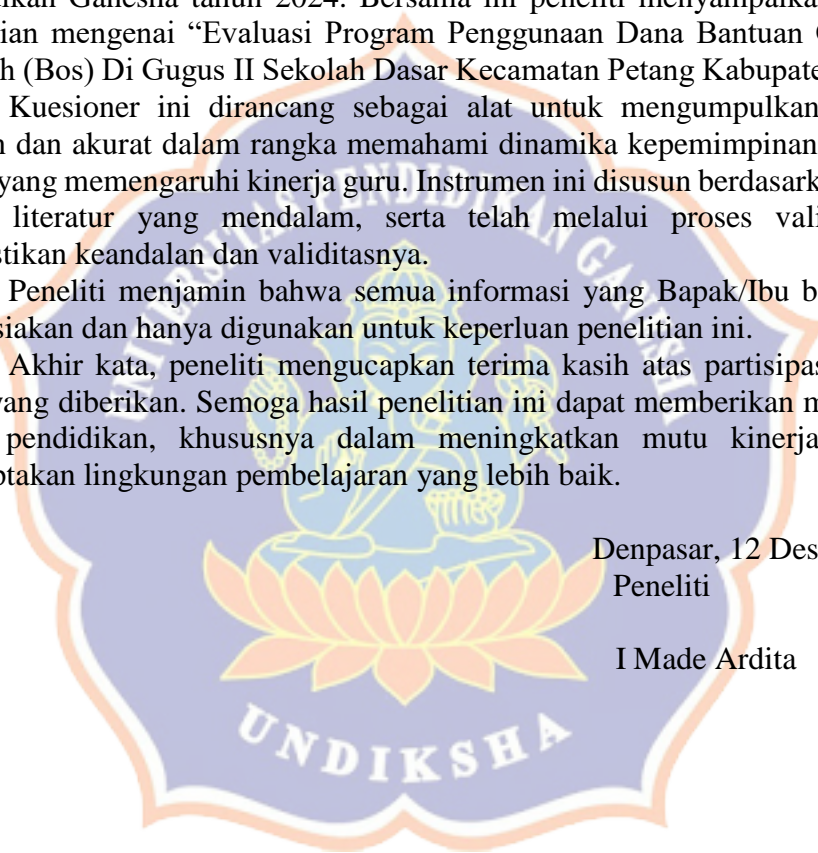 dikan Ganesha tahun 2024. Bersama ini peneliti menyampaika
ian mengenai “Evaluasi Program Penggunaan Dana Bantuan
h (Bos) Di Gugus II Sekolah Dasar Kecamatan Petang Kabupate
Kuesioner ini dirancang sebagai alat untuk mengumpulkan
n dan akurat dalam rangka memahami dinamika kepemimpinan
yang memengaruhi kinerja guru. Instrumen ini disusun berdasark
literatur yang mendalam, serta telah melalui proses vali
stikan keandalan dan validitasnya.
Peneliti menjamin bahwa semua informasi yang Bapak/Ibu b
siakan dan hanya digunakan untuk keperluan penelitian ini.
Akhir kata, peneliti mengucapkan terima kasih atas partisipas
yang diberikan. Semoga hasil penelitian ini dapat memberikan m
pendidikan, khususnya dalam meningkatkan mutu kinerja
ptakan lingkungan pembelajaran yang lebih baik.
Denpasar, 12 Des
Peneliti
I Made Ardita
UNIVERSITAS PENDIDIKAN GANESHA
UNDIKSHA